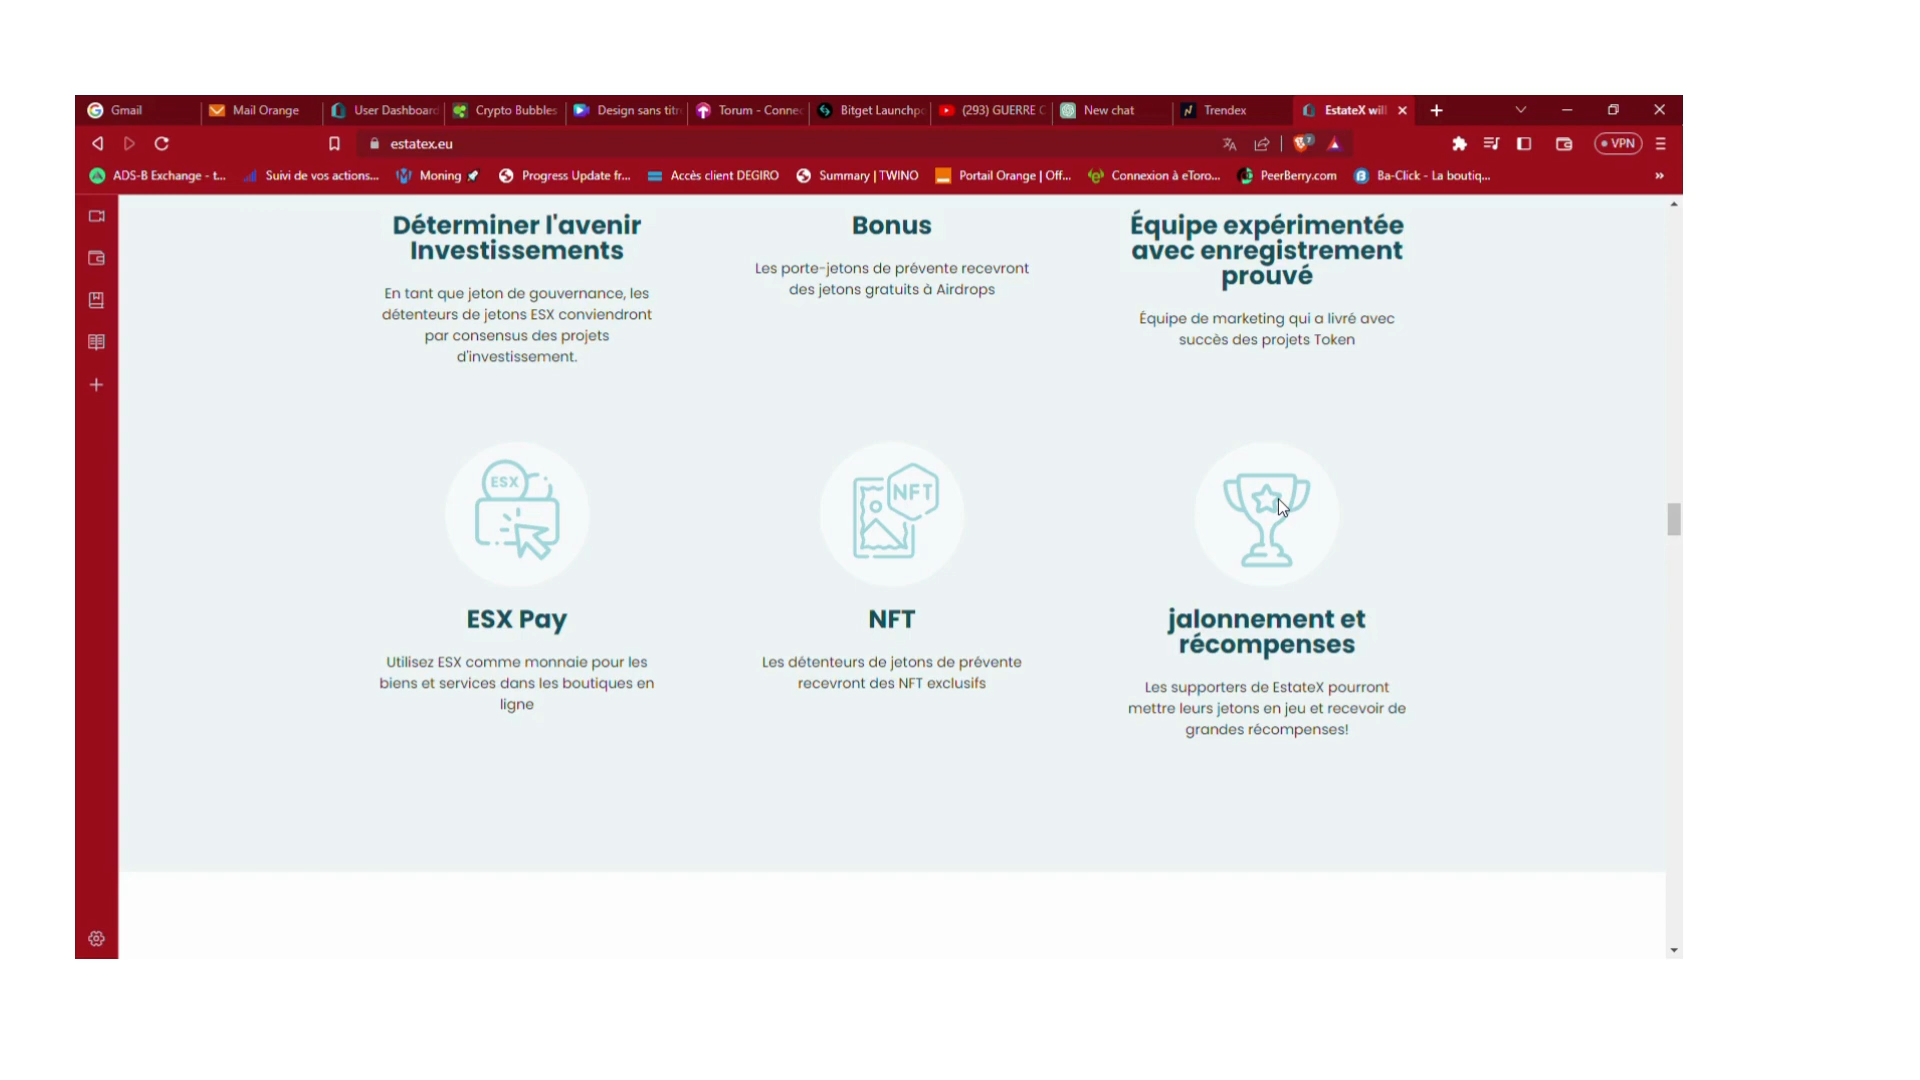 Gmail
Mail Orange
User Dashboard
Crypto Bubbles
Design sans titr
Torum - Connec
Bitget Launchpo
(293) GUERRE C
New chat
Trendex
EstateX will
estatex.eu
VPN
ADS-B Exchange - t...
Suivi de vos actions...
Moning
Progress Update fr...
Accès client DEGIRO
Summary | TWINO
Portail Orange | Off...
Connexion à eToro...
PeerBerry.com
Ba-Click - La boutiq...
»
Déterminer l'avenir
Investissements
En tant que jeton de gouvernance, les
détenteurs de jetons ESX conviendront
par consensus des projets
d'investissement.
Bonus
Les porte-jetons de prévente recevront
des jetons gratuits à Airdrops
Équipe expérimentée
avec enregistrement
prouvé
Équipe de marketing qui a livré avec
succès des projets Token
ESX
ESX Pay
Utilisez ESX comme monnaie pour les
biens et services dans les boutiques en
ligne
NFT
NFT
Les détenteurs de jetons de prévente
recevront des NFT exclusifs
jalonnement et
récompenses
Les supporters de EstateX pourront
mettre leurs jetons en jeu et recevoir de
grandes récompenses!